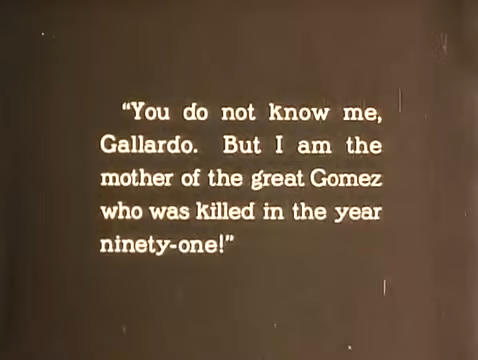 “You do not know me,
Gallardo. But I am the
mother of the great Gomez
who was killed in the year
ninety-one!”